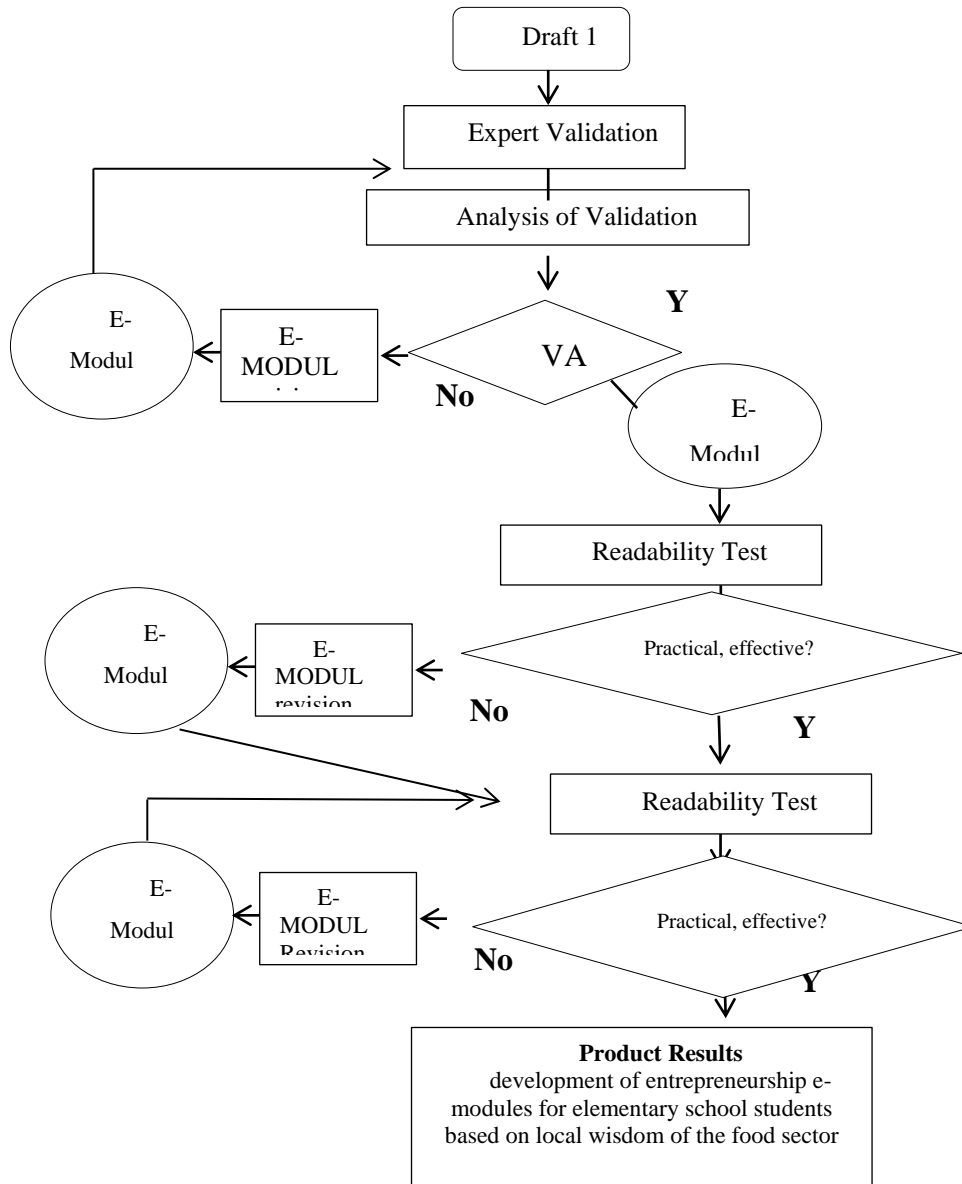 Draft 1
Expert Validation
Analysis of Validation
Y
VA
No
E-
MODUL
E-
Modul
E-
Modul
Readability Test
Practical, effective?
No
Y
E-
MODUL
revision
E-
Modul
Readability Test
Practical, effective?
No
Y
E-
MODUL
Revision
E-
Modul
Product Results
development of entrepreneurship e-
modules for elementary school students
based on local wisdom of the food sector